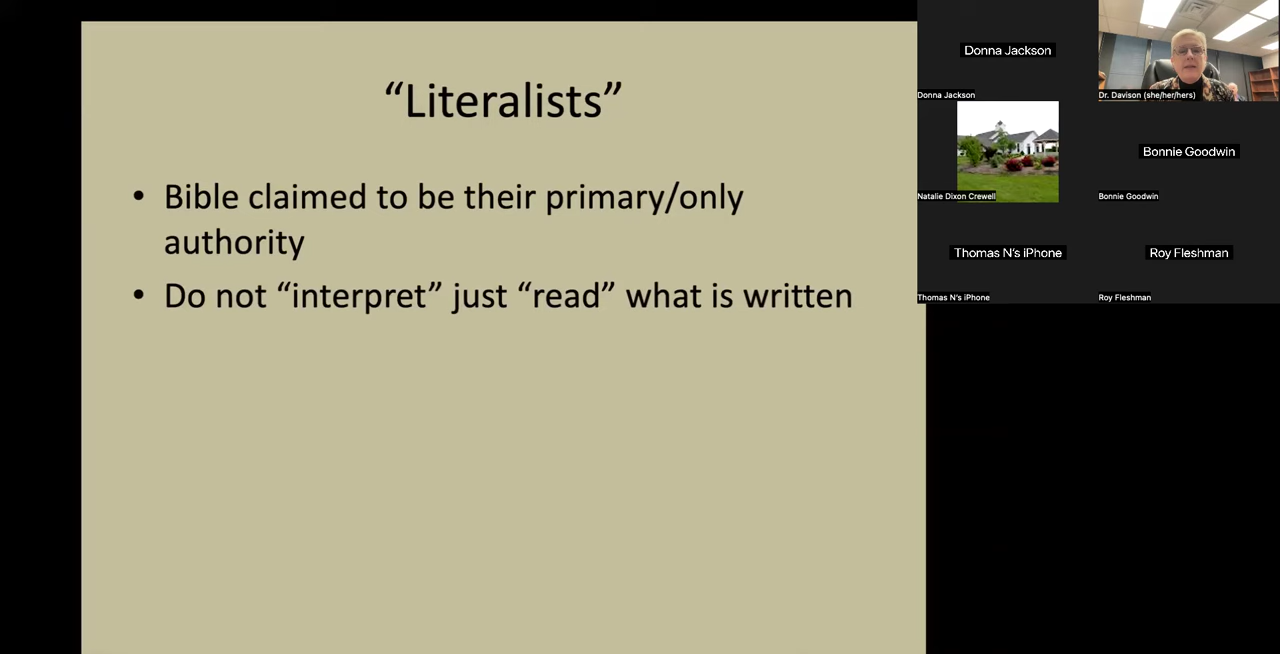 “Literalists”
• Bible claimed to be their primary/only
authority
• Do not “interpret” just “read” what is written
Donna Jackson
Donna Jackson
Dr. Davison (she/her/hers)
Natalie Dixon Crewell
Bonnie Goodwin
Bonnie Goodwin
Thomas N's iPhone
Thomas N's iPhone
Roy Fleshman
Roy Fleshman